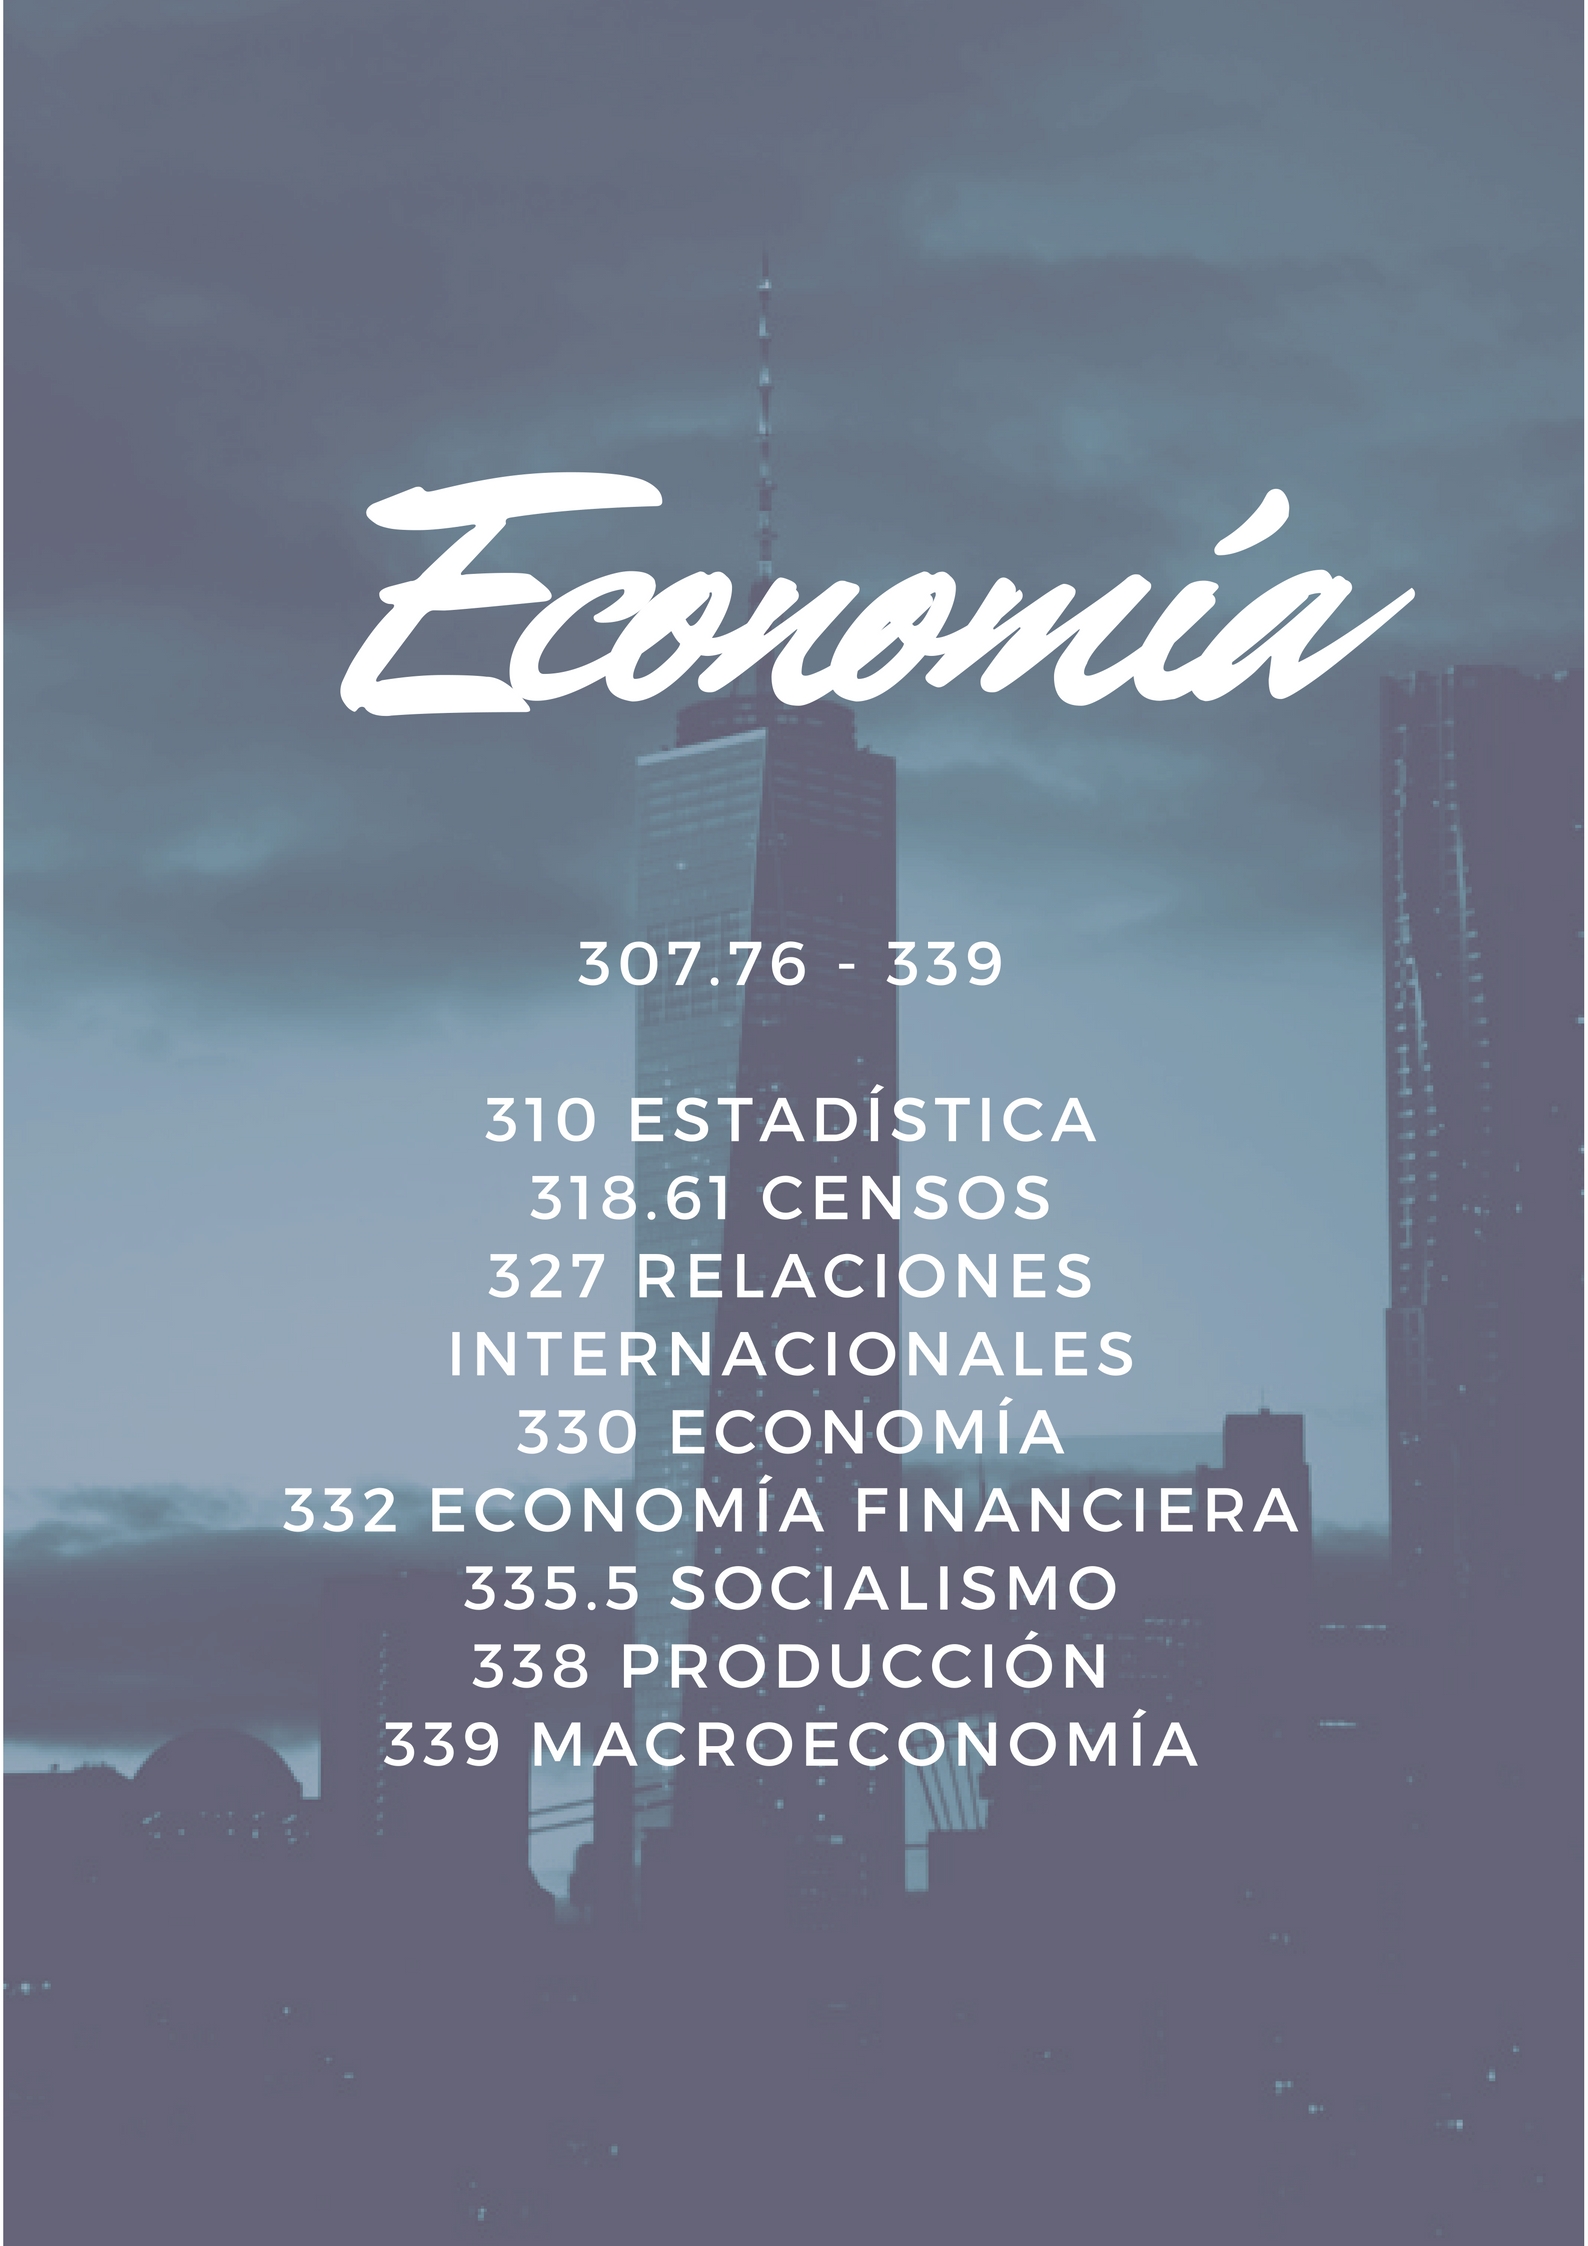 Economía
307.76 - 339
310 ESTADÍSTICA
318.61 CENSOS
327 RELACIONES
INTERNACIONALES
330 ECONOMÍA
332 ECONOMÍA FINANCIERA
335.5 SOCIALISMO
338 PRODUCCIÓN
339 MACROECONOMÍA